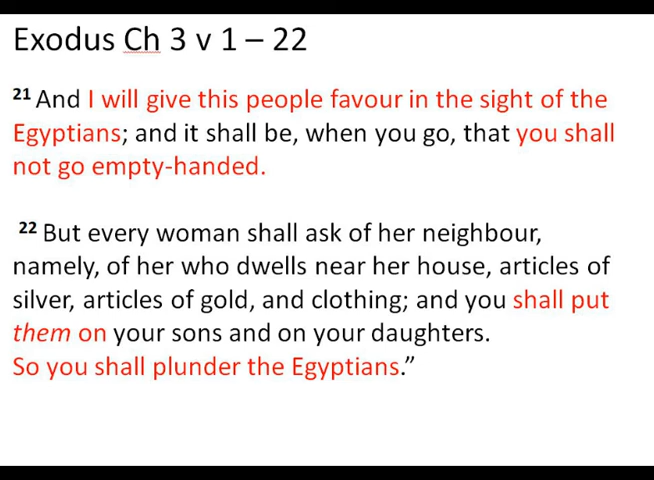 Exodus Ch 3 v 1 – 22
21 And I will give this people favour in the sight of the
Egyptians; and it shall be, when you go, that you shall
not go empty-handed.
22 But every woman shall ask of her neighbour,
namely, of her who dwells near her house, articles of
silver, articles of gold, and clothing; and you shall put
them on your sons and on your daughters.
So you shall plunder the Egyptians.”